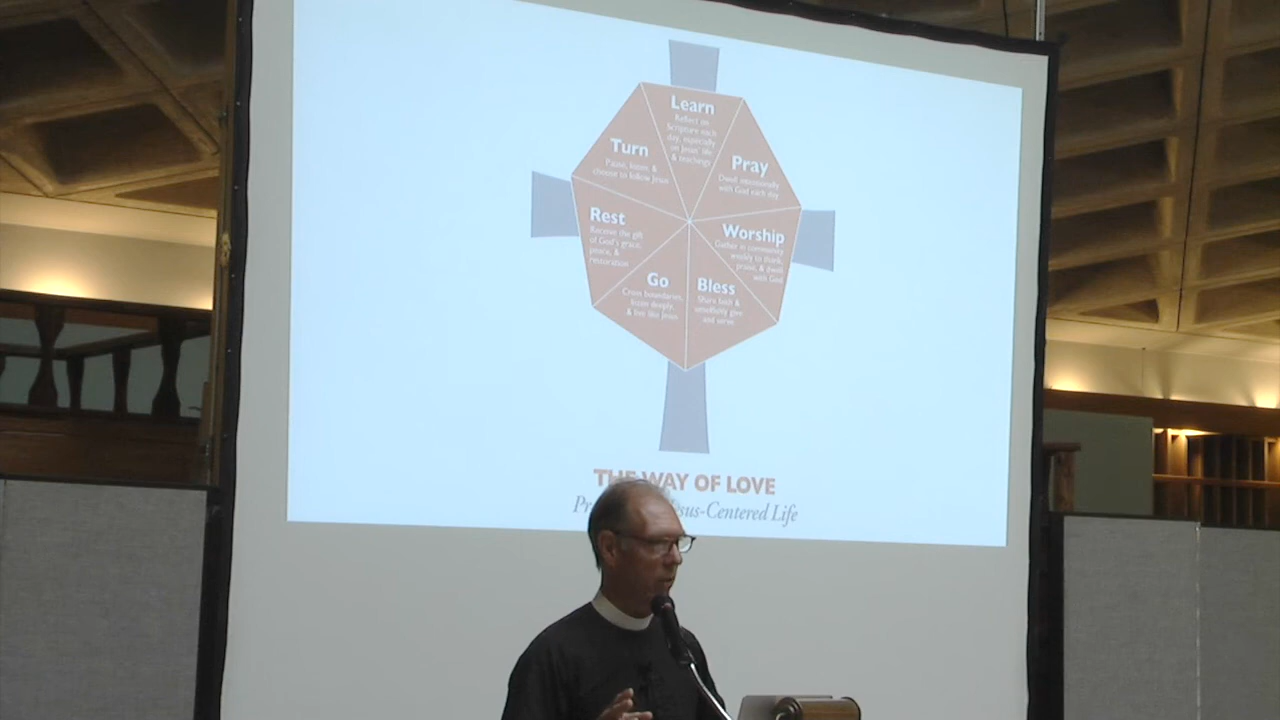 Learn
Reflect on
Scripture each
day, especially
on Jesus' life
& teachings
Pray
Dwell intentionally
with God each day
Worship
Gather in community
weekly to thank,
praise, & dwell
with God
Bless
Share faith &
unselfishly give
and serve
Go
Cross boundaries,
listen deeply,
& live like Jesus
Rest
Receive the gift
of God's grace,
peace, &
restoration
Turn
Pause, listen, &
choose to follow Jesus
THE WAY OF LOVE
Jesus-Centered Life